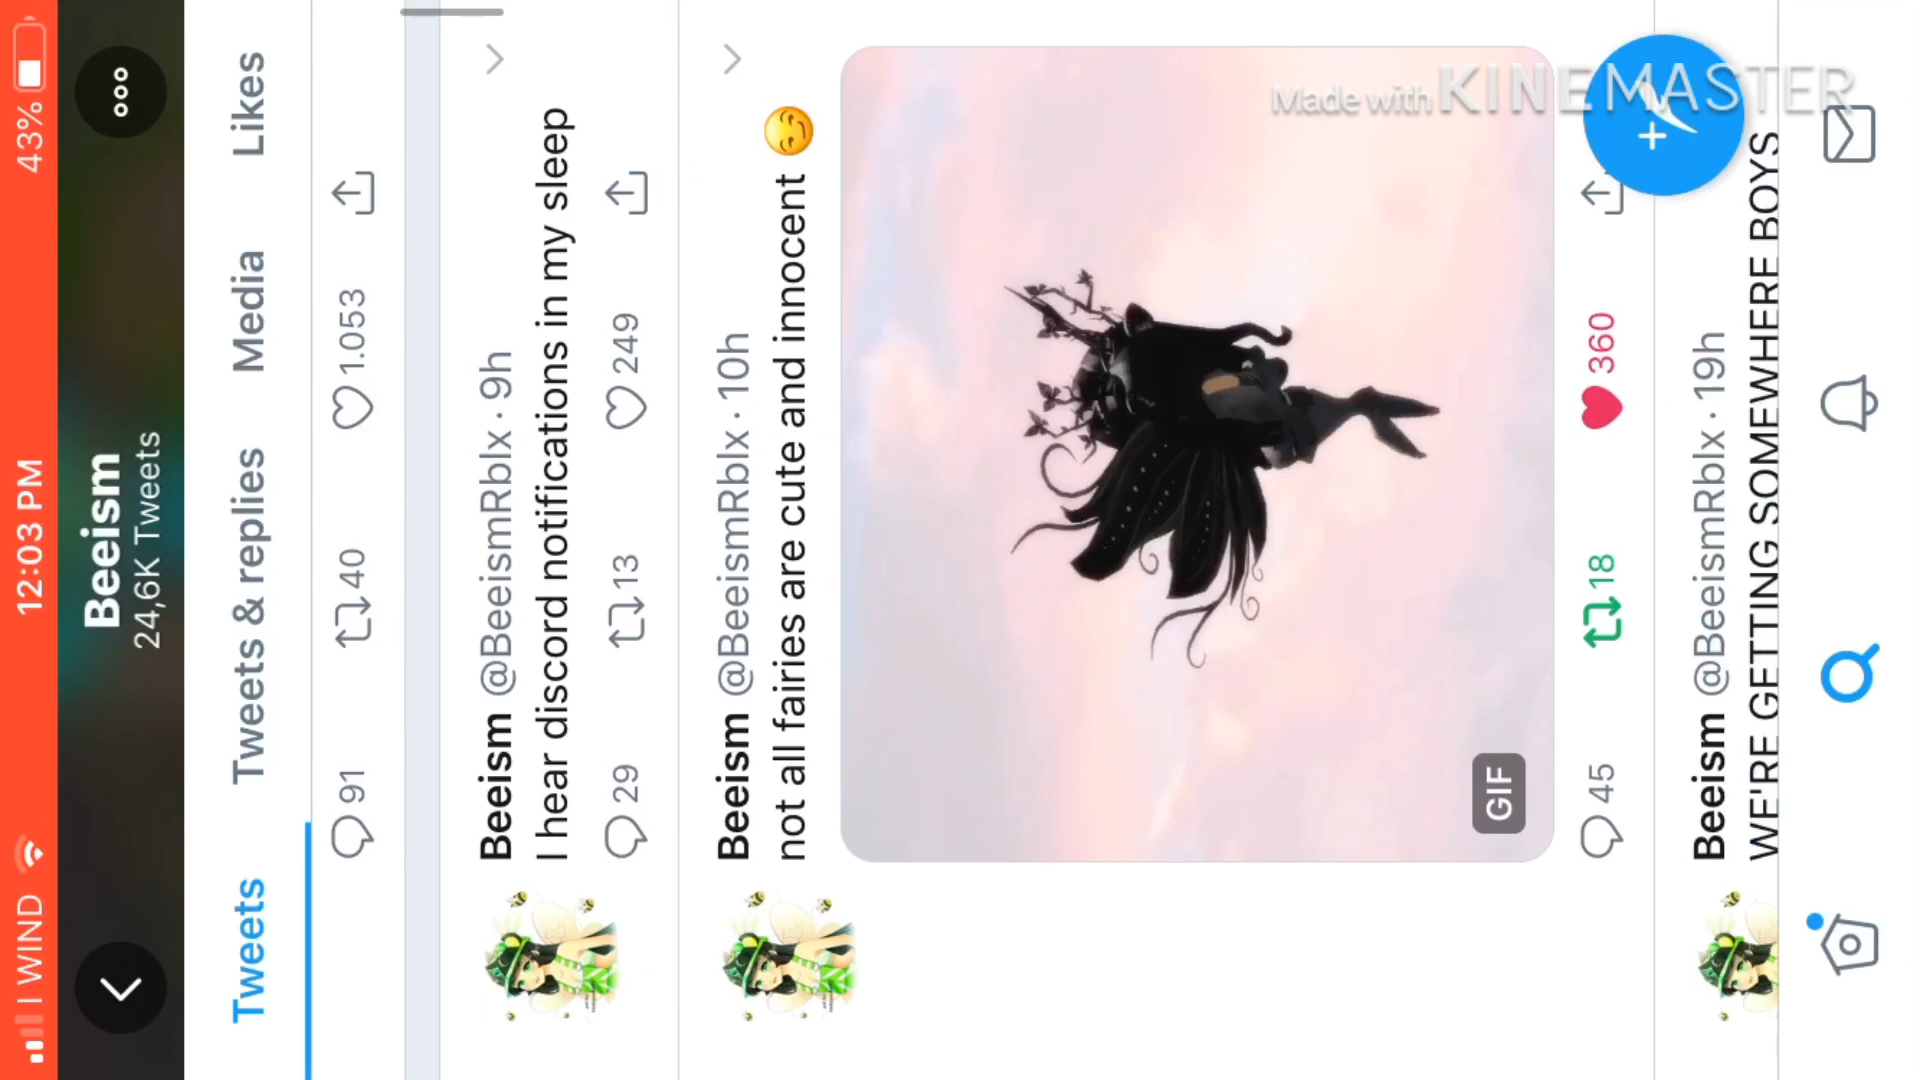 WIND 12:03 PM 43%
Beeism
24,6K Tweets
Tweets Tweets & replies Media Likes
91 40 1.053
Beeism @BeeismRblx · 9h
I hear discord notifications in my sleep
29 13 249
Beeism @BeeismRblx · 10h
not all fairies are cute and innocent 😏
GIF
45 18 360
Beeism @BeeismRblx · 19h
WE'RE GETTING SOMEWHERE BOYS
Made with KINEMASTER